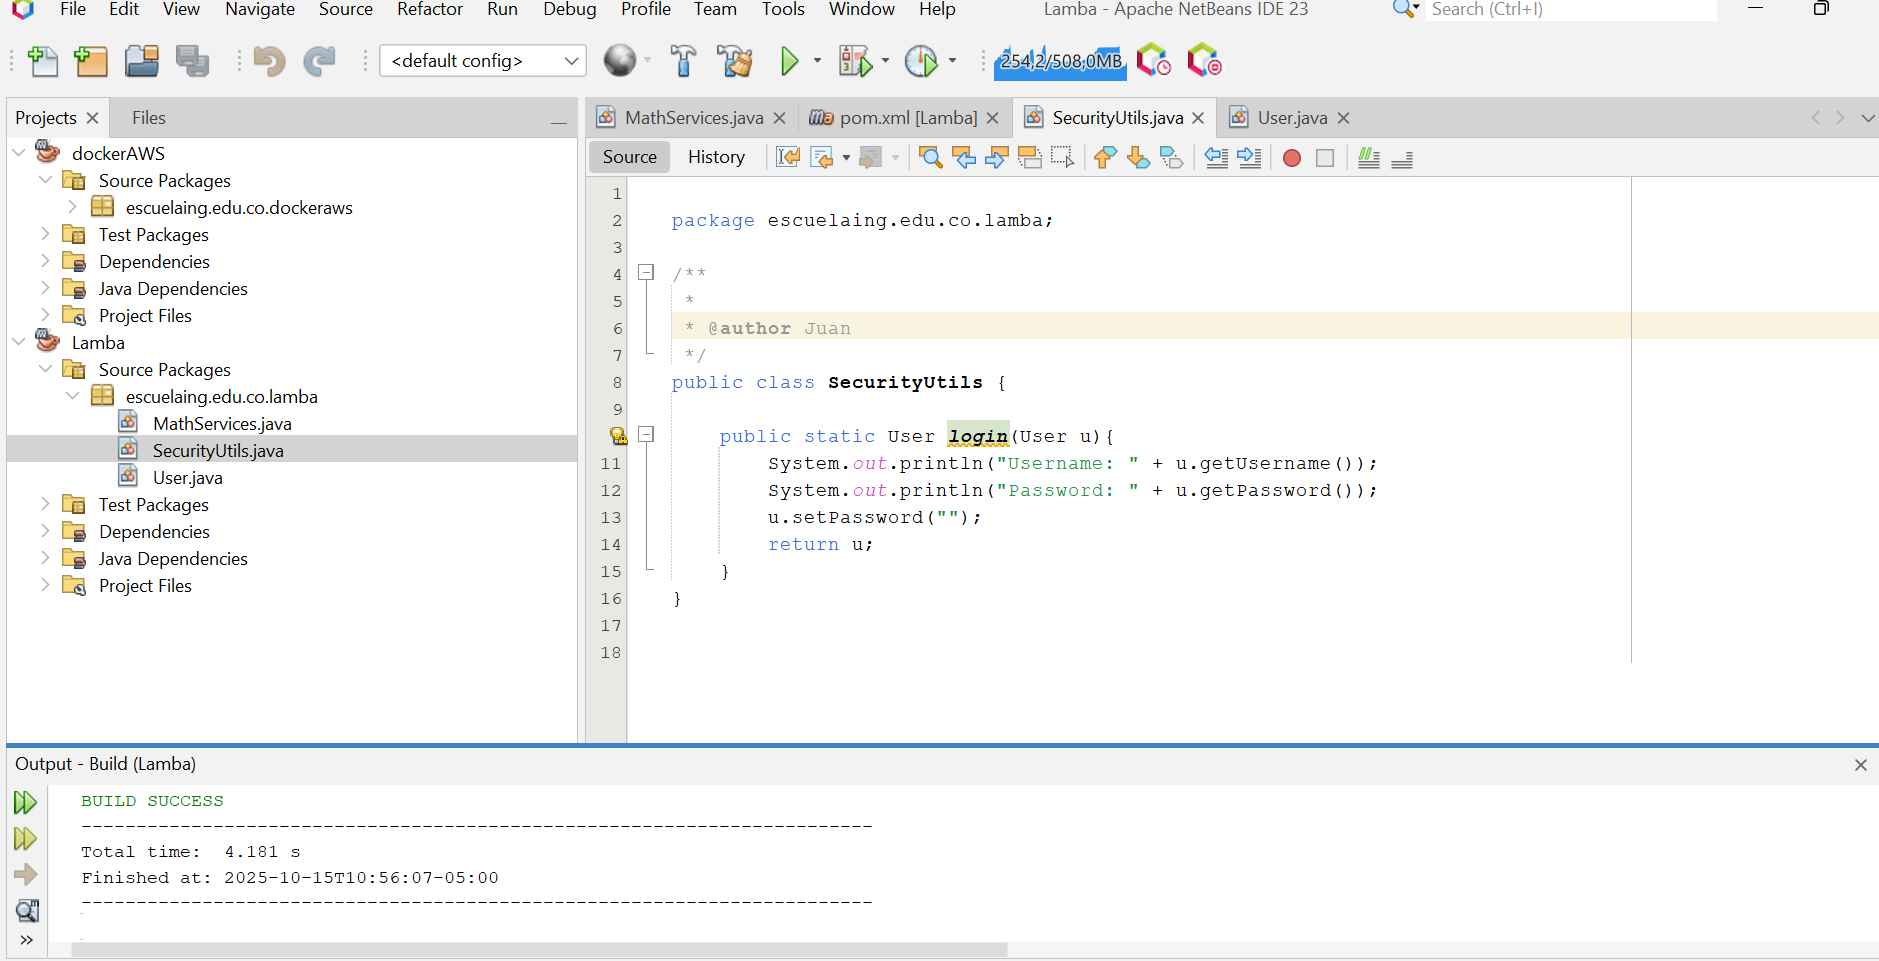 File Edit View Navigate Source Refactor Run Debug Profile Team Tools Window Help Lamba - Apache NetBeans IDE 23 Search (Ctrl+I)
<default config> 254,2/508,0MB
Projects Files
dockerAWS
Source Packages
escuelaing.edu.co.dockeraws
Test Packages
Dependencies
Java Dependencies
Project Files
Lamba
Source Packages
escuelaing.edu.co.lamba
MathServices.java
SecurityUtils.java
User.java
Test Packages
Dependencies
Java Dependencies
Project Files
MathServices.java pom.xml [Lamba] SecurityUtils.java User.java
Source History
1
2 package escuelaing.edu.co.lamba;
3
4 /**
5 *
6 * @author Juan
7 */
8 public class SecurityUtils {
9
public static User login(User u){
11 System.out.println("Username: " + u.getUsername());
12 System.out.println("Password: " + u.getPassword());
13 u.setPassword("");
14 return u;
15 }
16 }
17
18
Output - Build (Lamba)
BUILD SUCCESS
------------------------------------------------------------------------
Total time:  4.181 s
Finished at: 2025-10-15T10:56:07-05:00
------------------------------------------------------------------------